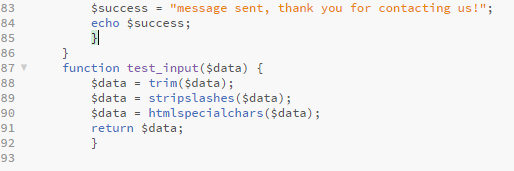 83 $success = "message sent, thank you for contacting us!";
84 echo $success;
85 }
86 }
87 function test_input($data) {
88 $data = trim($data);
89 $data = stripslashes($data);
90 $data = htmlspecialchars($data);
91 return $data;
92 }
93